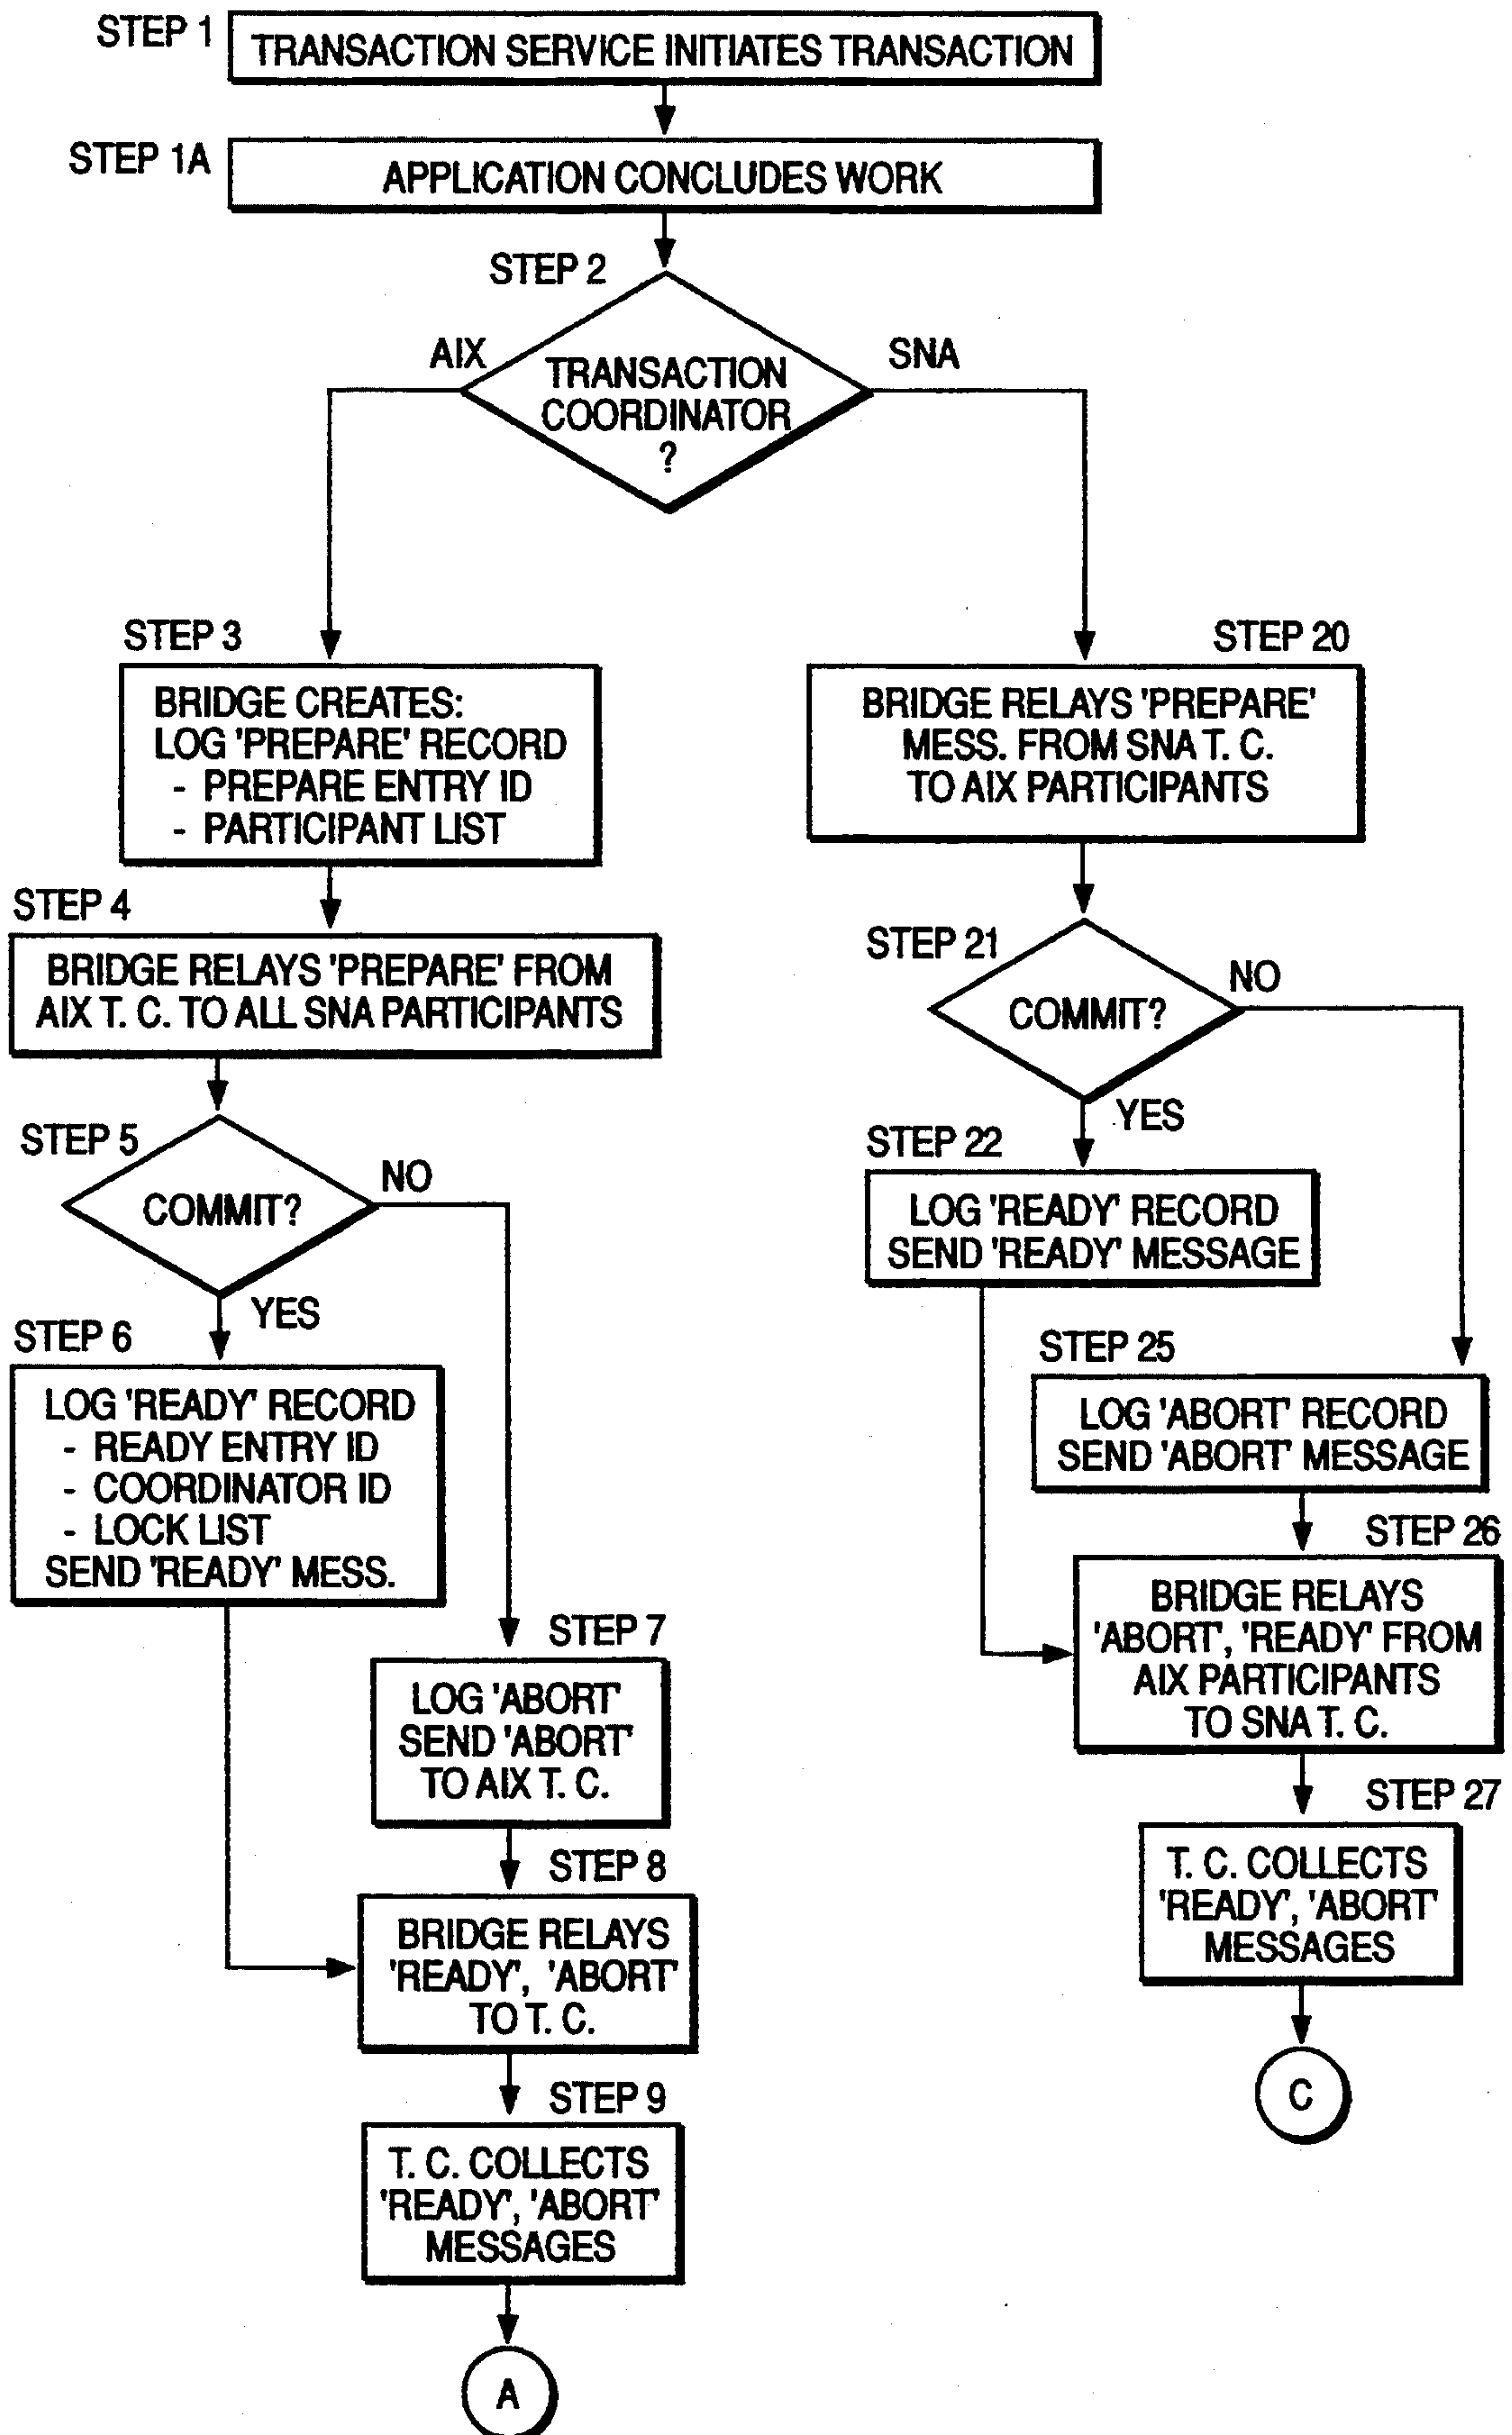 STEP 1
TRANSACTION SERVICE INITIATES TRANSACTION
STEP 1A
APPLICATION CONCLUDES WORK
STEP 2
AIX
TRANSACTION
COORDINATOR
?
SNA
STEP 3
BRIDGE CREATES:
LOG 'PREPARE' RECORD
- PREPARE ENTRY ID
- PARTICIPANT LIST
STEP 4
BRIDGE RELAYS 'PREPARE' FROM
AIX T. C. TO ALL SNA PARTICIPANTS
STEP 5
COMMIT?
NO
YES
STEP 6
LOG 'READY' RECORD
- READY ENTRY ID
- COORDINATOR ID
- LOCK LIST
SEND 'READY' MESS.
STEP 7
LOG 'ABORT'
SEND 'ABORT'
TO AIX T. C.
STEP 8
BRIDGE RELAYS
'READY', 'ABORT'
TO T. C.
STEP 9
T. C. COLLECTS
'READY', 'ABORT'
MESSAGES
A
STEP 20
BRIDGE RELAYS 'PREPARE'
MESS. FROM SNA T. C.
TO AIX PARTICIPANTS
STEP 21
COMMIT?
NO
YES
STEP 22
LOG 'READY' RECORD
SEND 'READY' MESSAGE
STEP 25
LOG 'ABORT' RECORD
SEND 'ABORT' MESSAGE
STEP 26
BRIDGE RELAYS
'ABORT', 'READY' FROM
AIX PARTICIPANTS
TO SNA T. C.
STEP 27
T. C. COLLECTS
'READY', 'ABORT'
MESSAGES
C